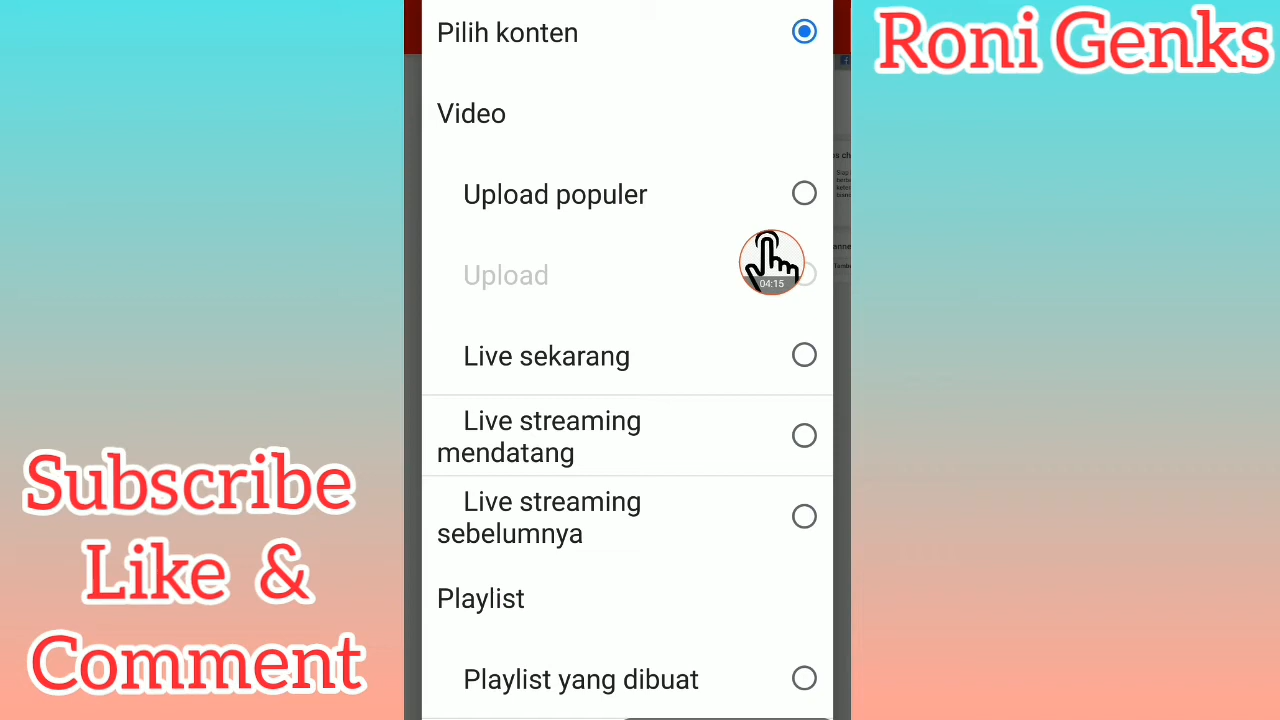 Pilih konten
Roni Genks
Video
Upload populer
Upload
04:15
Live sekarang
Live streaming
mendatang
Live streaming
sebelumnya
Playlist
Playlist yang dibuat
Subscribe
Like &
Comment